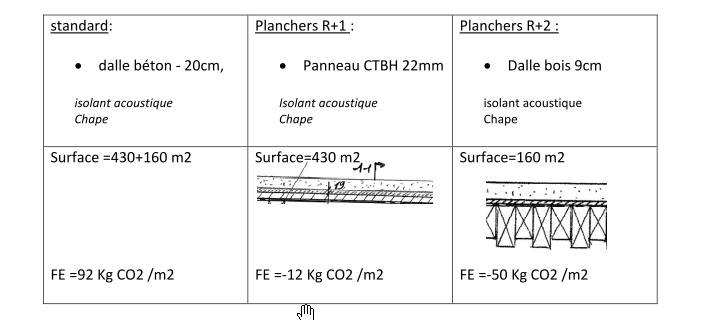 standard:
• dalle béton - 20cm,
isolant acoustique
Chape
Planchers R+1 :
• Panneau CTBH 22mm
Isolant acoustique
Chape
Planchers R+2 :
• Dalle bois 9cm
isolant acoustique
Chape
Surface =430+160 m2
FE =92 Kg CO2 /m2
Surface=430 m2
FE =-12 Kg CO2 /m2
Surface=160 m2
FE =-50 Kg CO2 /m2